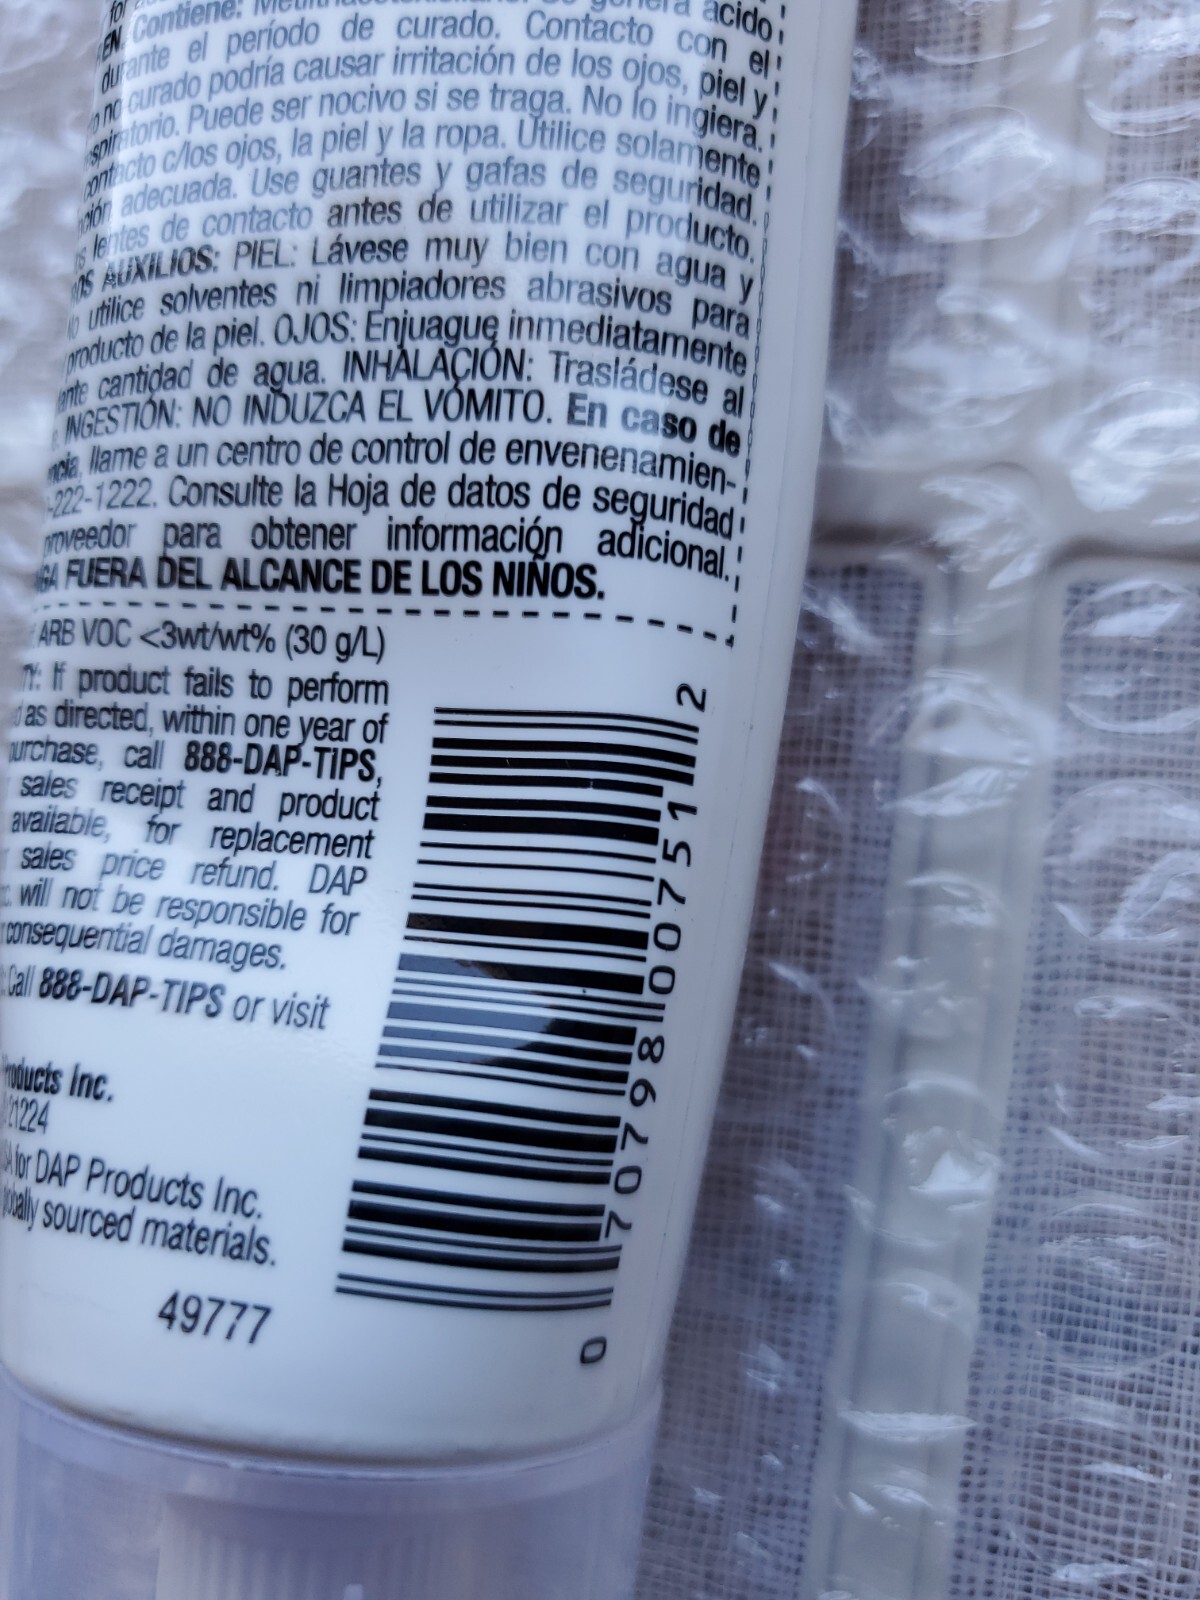 Contiene: ácido
durante el período de curado. Contacto con el
no curado podría causar irritación de los ojos, piel y
Puede ser nocivo si se traga. No lo ingiera.
c/los ojos, la piel y la ropa. Utilice solamente
adecuada. Use guantes y gafas de seguridad.
lentes de contacto antes de utilizar el producto.
AUXILIOS: PIEL: Lávese muy bien con agua y
utilice solventes ni limpiadores abrasivos para
producto de la piel. OJOS: Enjuague inmediatamente
cantidad de agua. INHALACIÓN: Trasládese al
INGESTIÓN: NO INDUZCA EL VÓMITO. En caso de
llame a un centro de control de envenenamien-
-222-1222. Consulte la Hoja de datos de seguridad
proveedor para obtener información adicional.
FUERA DEL ALCANCE DE LOS NIÑOS.
ARB VOC <3wt/wt% (30 g/L)
If product fails to perform
as directed, within one year of
purchase, call 888-DAP-TIPS,
sales receipt and product
available, for replacement
sales price refund. DAP
will not be responsible for
consequential damages.
Call 888-DAP-TIPS or visit
Products Inc.
21224
for DAP Products Inc.
globally sourced materials.
49777
0 70798 00751 2